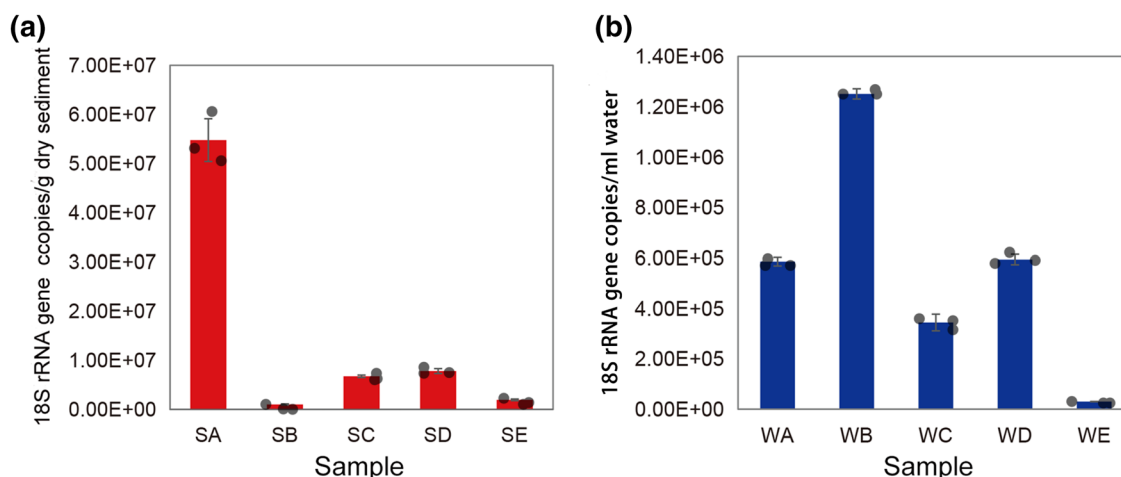 (a)
18S rRNA gene ccopies/g dry sediment
7.00E+07
6.00E+07
5.00E+07
4.00E+07
3.00E+07
2.00E+07
1.00E+07
0.00E+00
SA SB SC SD SE
Sample
(b)
18S rRNA gene copies/ml water
1.40E+06
1.20E+06
1.00E+06
8.00E+05
6.00E+05
4.00E+05
2.00E+05
0.00E+00
WA WB WC WD WE
Sample